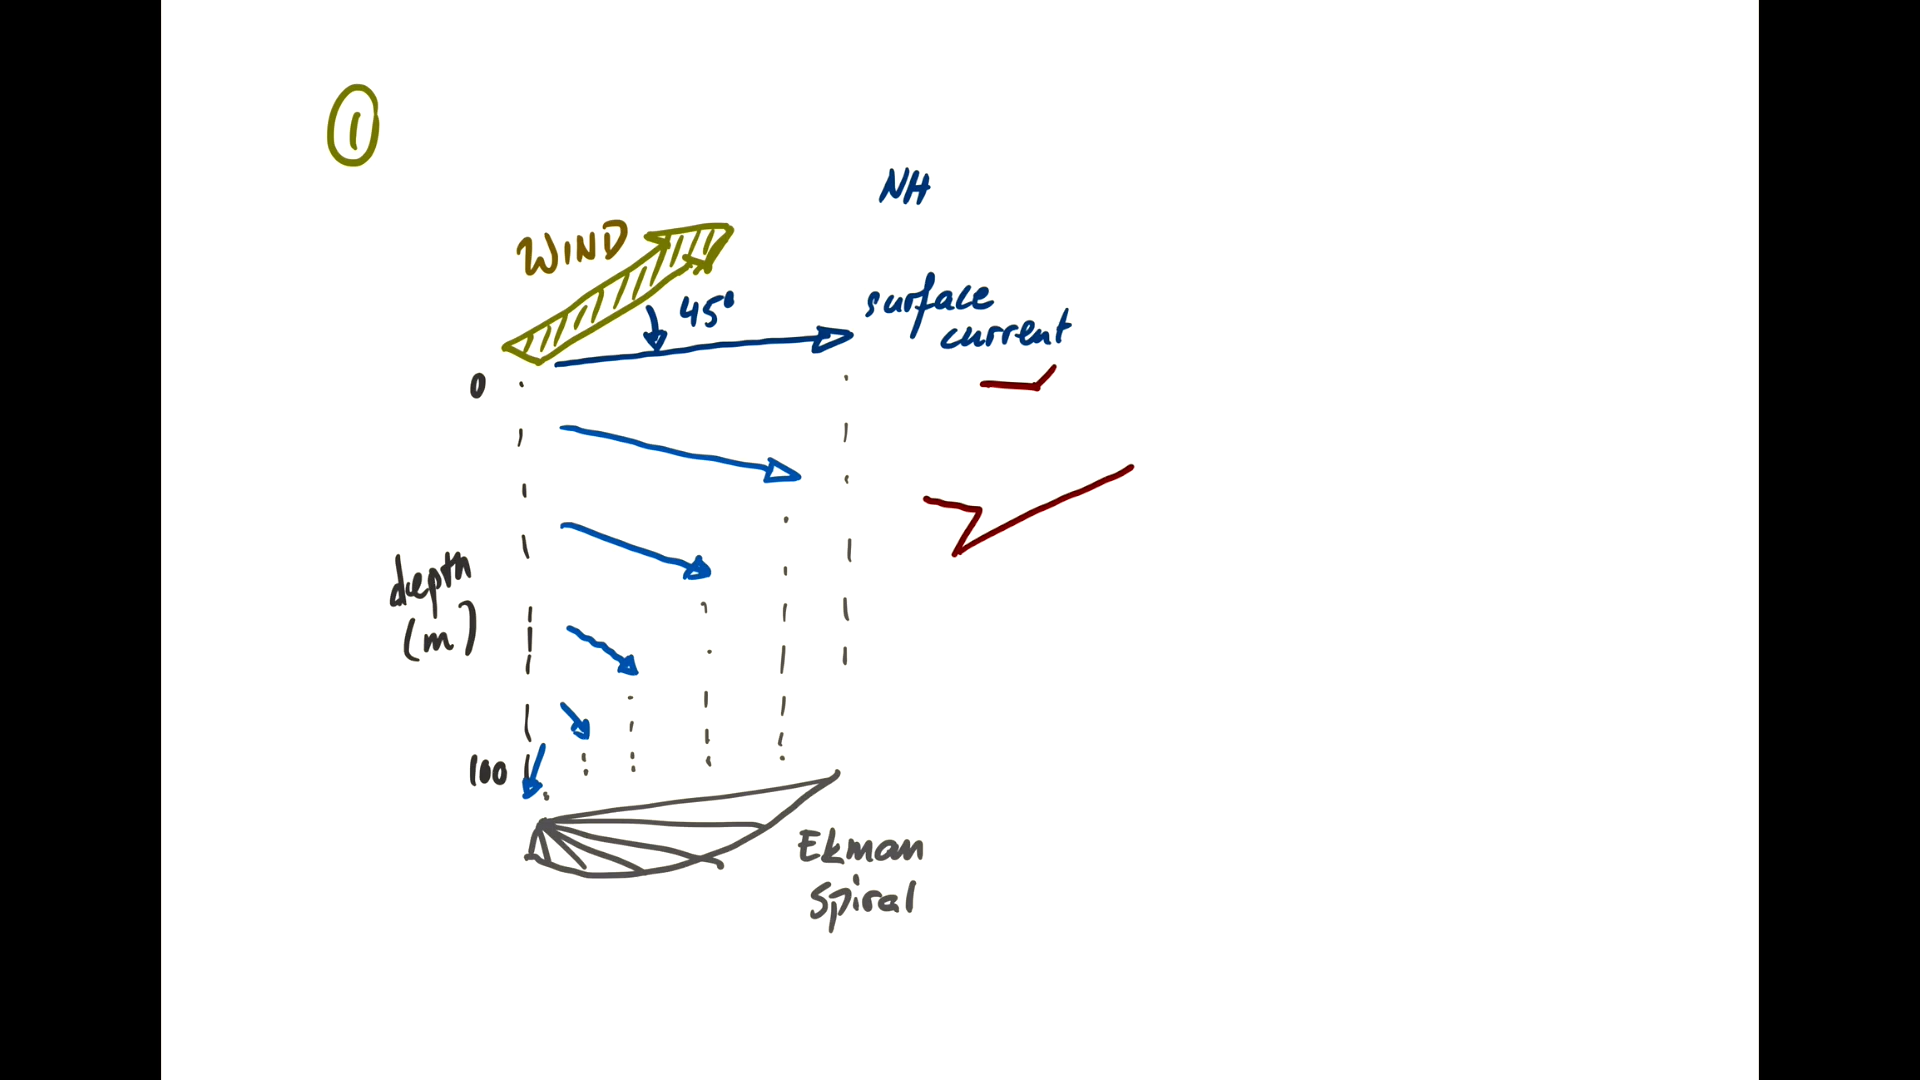 1
NH
WIND
45°
surface
current
0
depth
(m)
100
Ekman
spiral